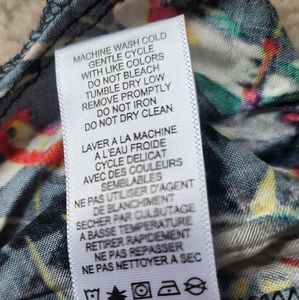 MACHINE WASH COLD
GENTLE CYCLE
WITH LIKE COLORS
DO NOT BLEACH
TUMBLE DRY LOW
REMOVE PROMPTLY
DO NOT IRON
DO NOT DRY CLEAN
LAVER A LA MACHINE
A L'EAU FROIDE
CYCLE DELICAT
AVEC DES COULEURS
SEMBLABLES
NE PAS UTILISER D'AGENT
DE BLANCHIMENT
SECHER PAR CULBUTAGE
A BASSE TEMPERATURE
RETIRER RAPIDEMENT
NE PAS REPASSER
NE PAS NETTOYER A SEC